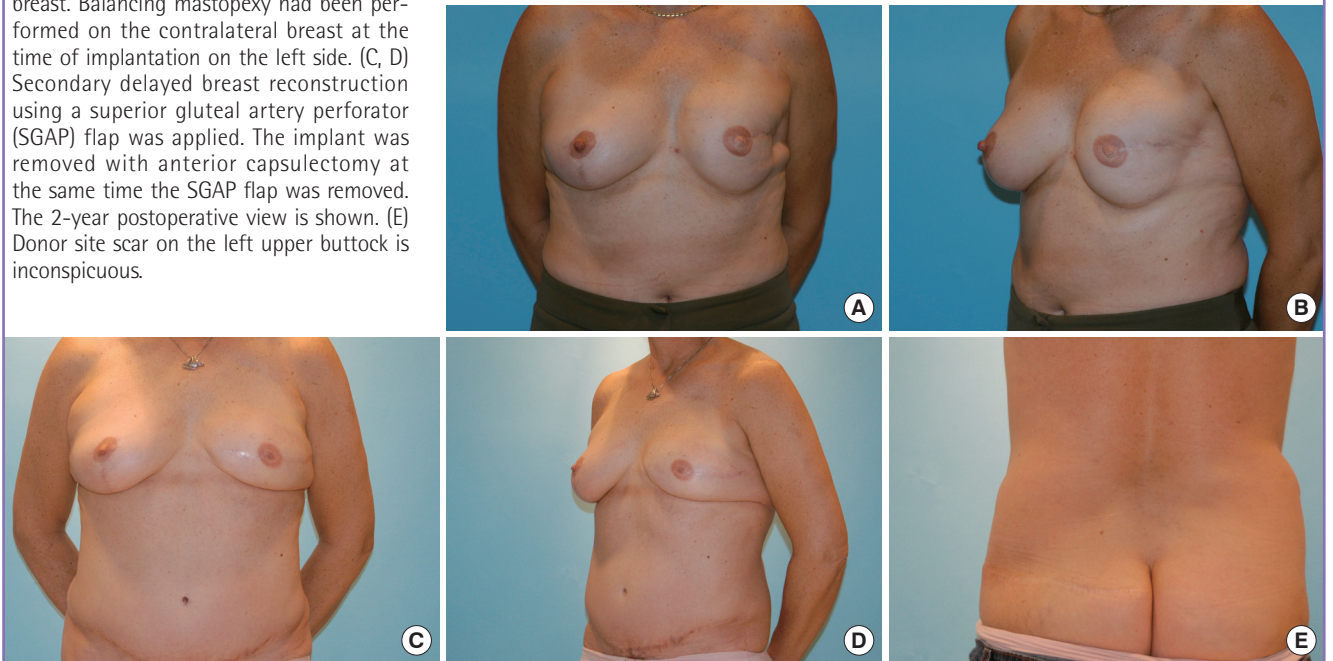 breast. Balancing mastopexy had been per-
formed on the contralateral breast at the
time of implantation on the left side. (C, D)
Secondary delayed breast reconstruction
using a superior gluteal artery perforator
(SGAP) flap was applied. The implant was
removed with anterior capsulectomy at
the same time the SGAP flap was removed.
The 2-year postoperative view is shown. (E)
Donor site scar on the left upper buttock is
inconspicuous.
A
B
C
D
E